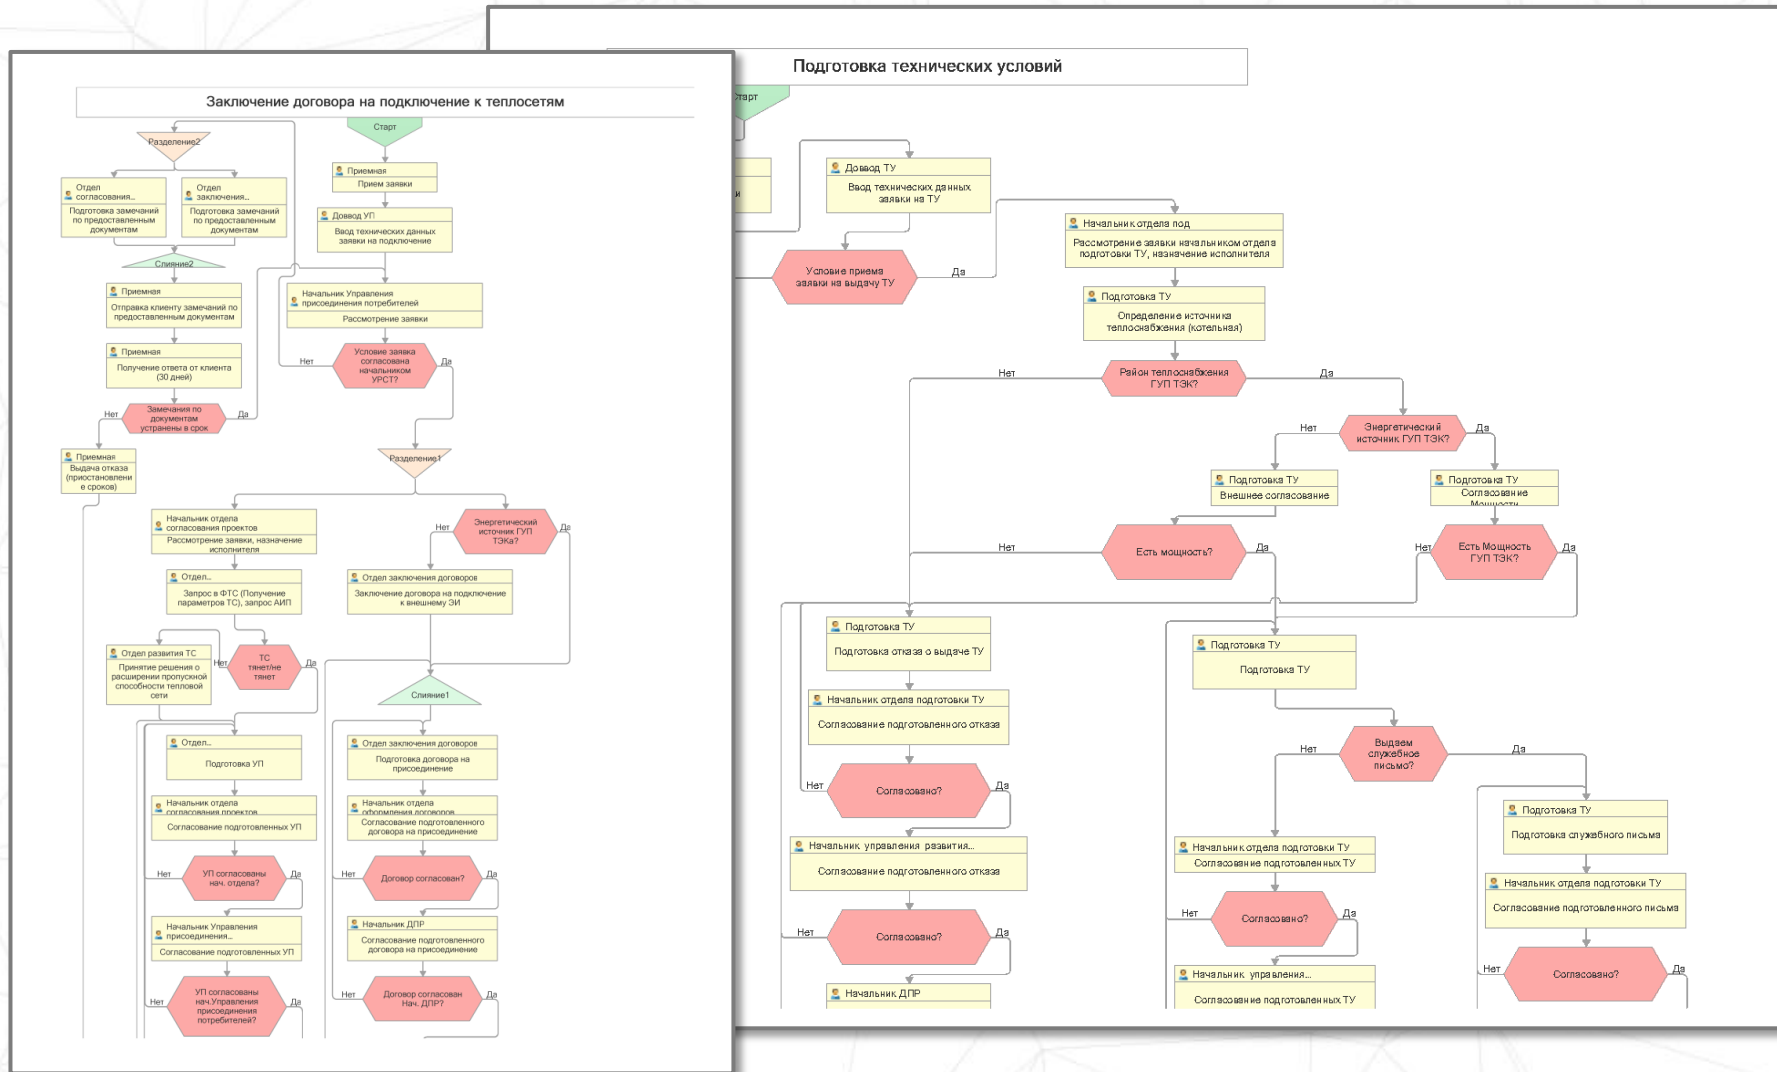 Подготовка технических условий
Старт
и
Доввод ТУ
Ввод технических данных
заявки на ТУ
Условие приема
заявки на выдачу ТУ
Да
Начальник отдела под
Рассмотрение заявки начальником отдела
подготовки ТУ, назначение исполнителя
Подготовка ТУ
Определение источника
теплоснабжения (котельная)
Нет
Район теплоснабжения
ГУП ТЭК?
Да
Нет
Энергетический
источник ГУП ТЭК?
Да
Подготовка ТУ
Внешнее согласование
Подготовка ТУ
Согласование
Мощности
Нет
Есть мощность?
Да
Нет
Есть Мощность
ГУП ТЭК?
Да
Подготовка ТУ
Подготовка отказа о выдаче ТУ
Начальник отдела подготовки ТУ
Согласование подготовленного отказа
Нет
Согласовано?
Да
Начальник управления развития...
Согласование подготовленного отказа
Нет
Согласовано?
Да
Начальник ДПР
Подготовка ТУ
Подготовка ТУ
Нет
Выдаем
служебное
письмо?
Да
Начальник отдела подготовки ТУ
Согласование подготовленных ТУ
Нет
Согласовано?
Да
Начальник управления...
Согласование подготовленных ТУ
Подготовка ТУ
Подготовка служебного письма
Начальник отдела подготовки ТУ
Согласование подготовленного письма
Нет
Согласовано?
Да
Заключение договора на подключение к теплосетям
Разделение2
Старт
Отдел
согласования...
Подготовка замечаний
по предоставленным
документам
Отдел
заключения...
Подготовка замечаний
по предоставленным
документам
Слияние2
Приемная
Отправка клиенту замечаний по
предоставленным документам
Приемная
Получение ответа от клиента
(30 дней)
Нет
Замечания по
документам
устранены в срок
Да
Приемная
Выдача отказа
(приостановлени
е сроков)
Приемная
Прием заявки
Доввод УП
Ввод технических данных
заявки на подключение
Начальник Управления
присоединения потребителей
Рассмотрение заявки
Нет
Условие заявка
согласована
начальником
УРСТ?
Да
Разделение1
Начальник отдела
согласования проектов
Рассмотрение заявки, назначение
исполнителя
Отдел...
Запрос в ФТС (Получение
параметров ТС), запрос АИП
Отдел развития ТС
Принятие решения о
расширении пропускной
способности тепловой
сети
Нет
ТС
тянет/не
тянет
Да
Отдел...
Подготовка УП
Начальник отдела
согласования проектов
Согласование подготовленных УП
Нет
УП согласованы
нач. отдела?
Да
Начальник Управления
присоединения...
Согласование подготовленных УП
Нет
УП согласованы
нач.Управления
присоединения
потребителей?
Да
Нет
Энергетический
источник ГУП
ТЭКа?
Да
Отдел заключения договоров
Заключение договора на подключение
к внешнему ЭИ
Слияние1
Отдел заключения договоров
Подготовка договора на
присоединение
Начальник отдела
оформления договоров
Согласование подготовленного
договора на присоединение
Нет
Договор согласован?
Да
Начальник ДПР
Согласование подготовленного
договора на присоединение
Нет
Договор согласован
Нач. ДПР?
Да